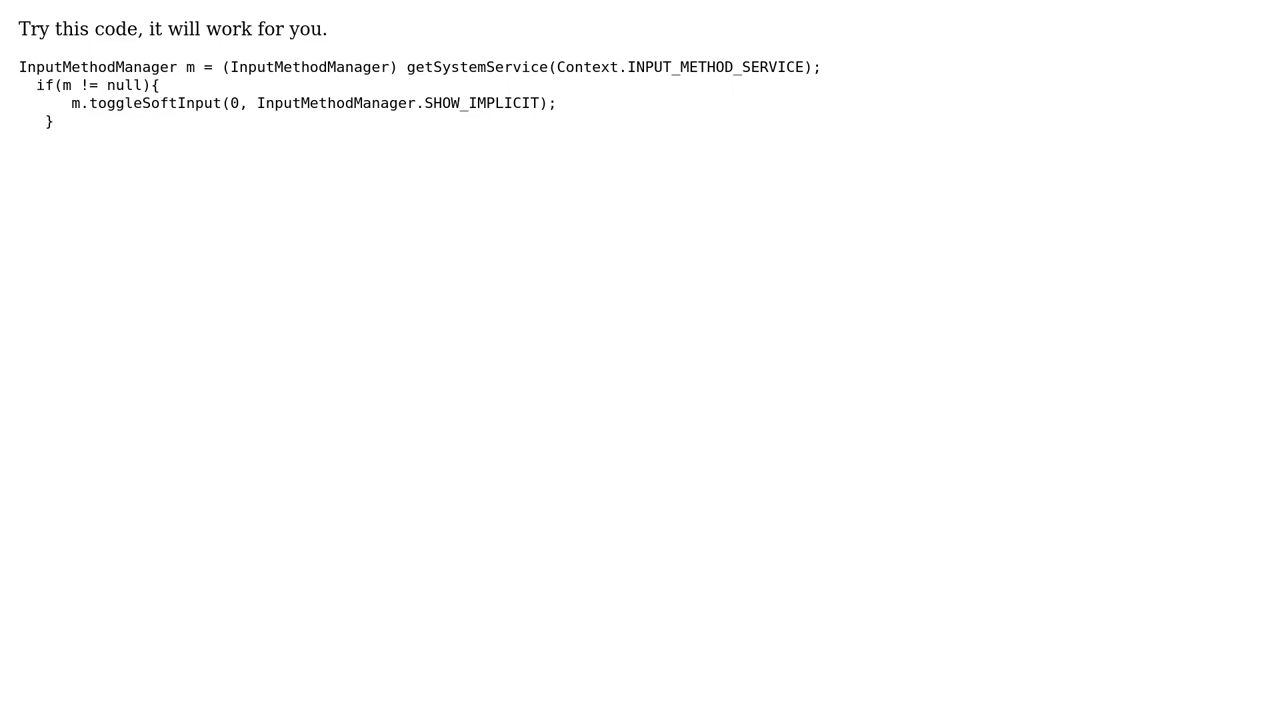 Try this code, it will work for you.
InputMethodManager m = (InputMethodManager) getSystemService(Context.INPUT_METHOD_SERVICE);
  if(m != null){
      m.toggleSoftInput(0, InputMethodManager.SHOW_IMPLICIT);
   }